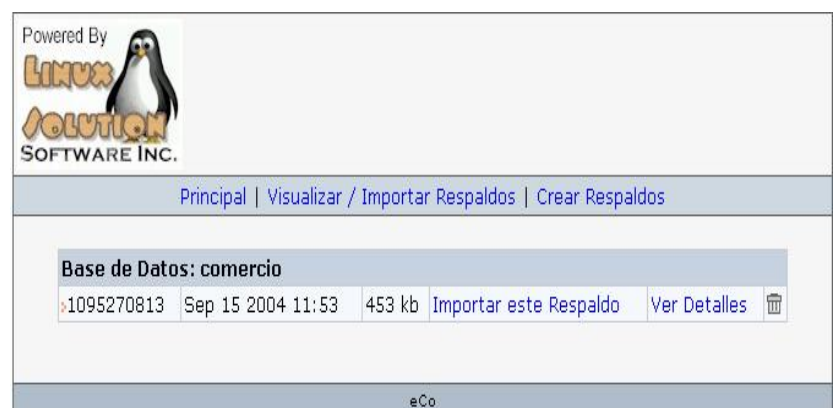 Powered By
LINUX
SOLUTION
SOFTWARE INC.
Principal | Visualizar / Importar Respaldos | Crear Respaldos
Base de Datos: comercio
1095270813 Sep 15 2004 11:53 453 kb Importar este Respaldo Ver Detalles
eCo